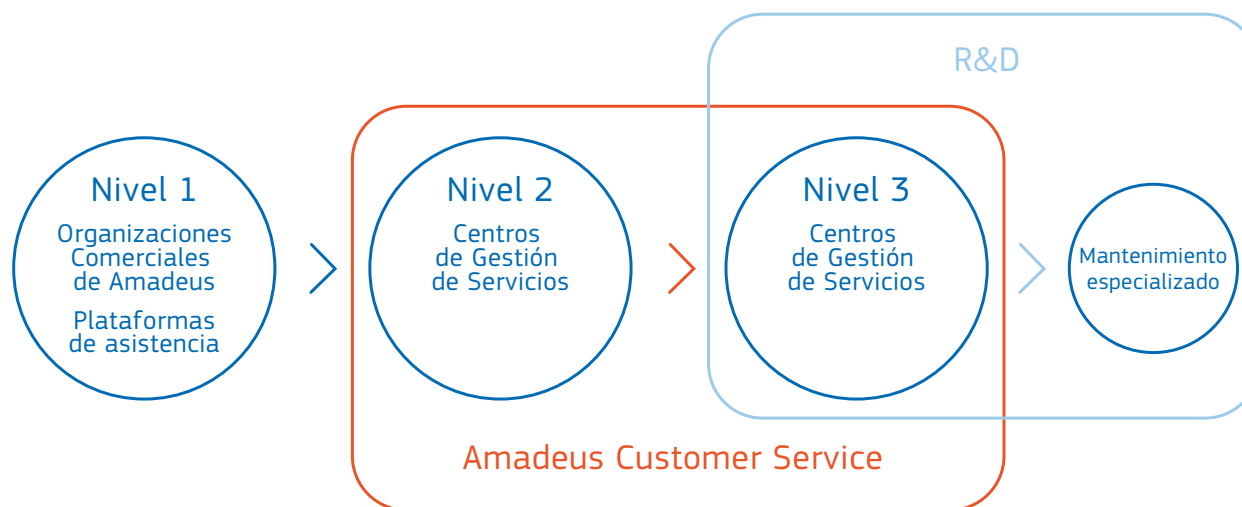 R&D
Nivel 1
Organizaciones
Comerciales
de Amadeus
Plataformas
de asistencia
Nivel 2
Centros
de Gestión
de Servicios
Nivel 3
Centros
de Gestión
de Servicios
Mantenimiento
especializado
Amadeus Customer Service